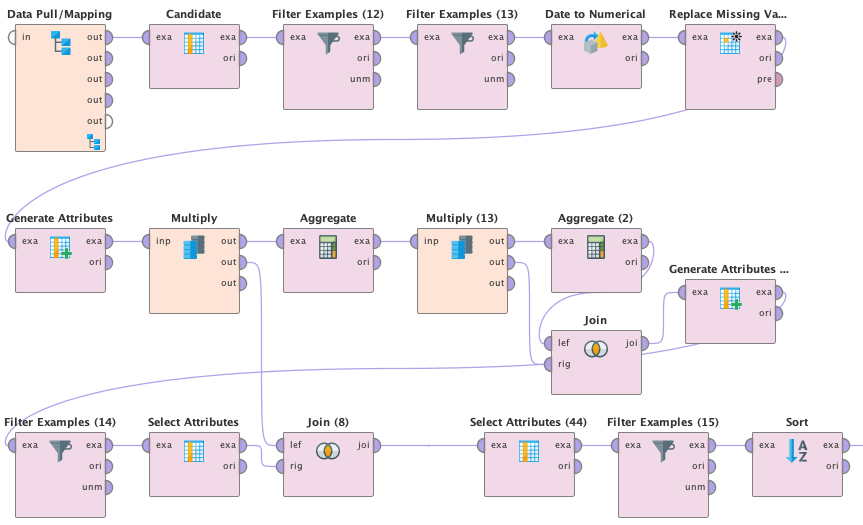 Data Pull/Mapping Candidate Filter Examples (12) Filter Examples (13) Date to Numerical Replace Missing Va...
in out exa exa exa exa exa exa exa exa exa exa
out ori ori ori ori ori
out unm unm pre
out
out
Generate Attributes Multiply Aggregate Multiply (13) Aggregate (2)
exa exa inp out exa exa inp out exa exa
ori out ori out ori
out out
Generate Attributes ...
exa exa
ori
Join
lef joi
rig
Filter Examples (14) Select Attributes Join (8) Select Attributes (44) Filter Examples (15) Sort
exa exa exa exa lef joi exa exa exa exa exa exa
ori ori rig ori ori ori
unm unm
A
Z